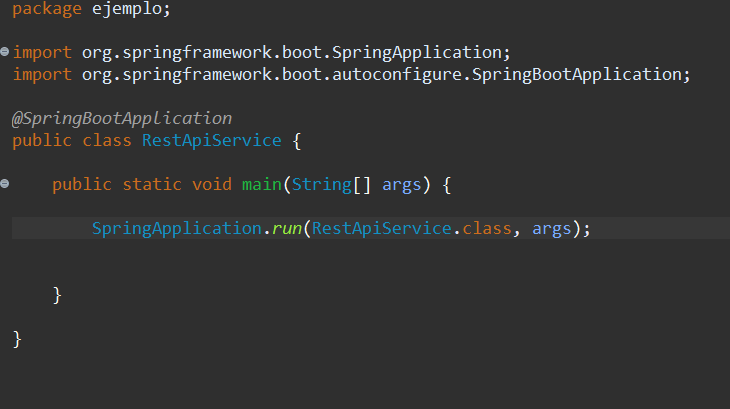 package ejemplo;
import org.springframework.boot.SpringApplication;
import org.springframework.boot.autoconfigure.SpringBootApplication;
@SpringBootApplication
public class RestApiService {
public static void main(String[] args) {
SpringApplication.run(RestApiService.class, args);
}
}